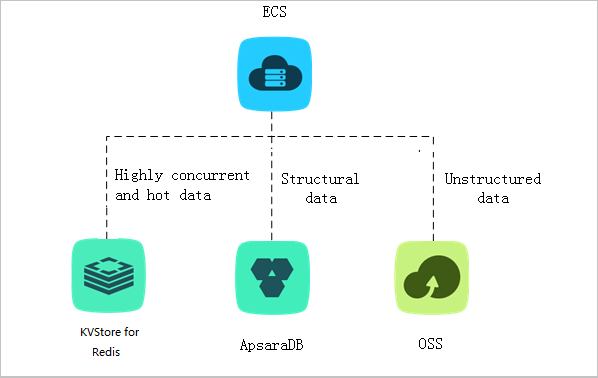 ECS
Highly concurrent
and hot data
Structural
data
Unstructured
data
KVStore for
Redis
ApsaraDB
OSS